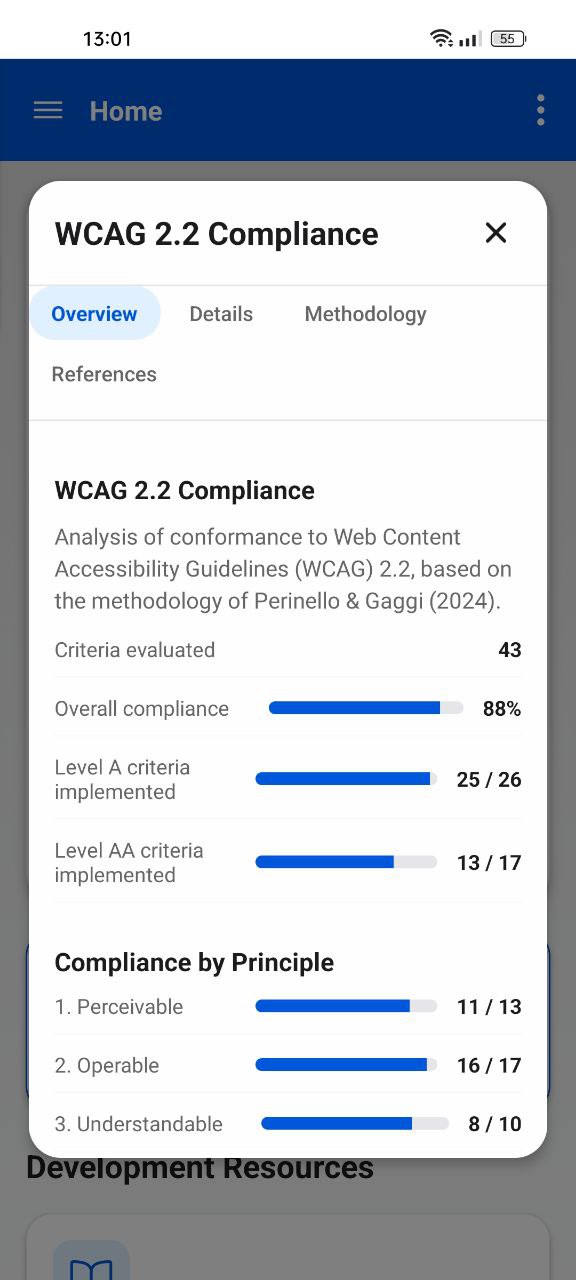 13:01
55
Home
WCAG 2.2 Compliance
Overview Details Methodology
References
WCAG 2.2 Compliance
Analysis of conformance to Web Content
Accessibility Guidelines (WCAG) 2.2, based on
the methodology of Perinello & Gaggi (2024).
Criteria evaluated 43
Overall compliance 88%
Level A criteria
implemented 25 / 26
Level AA criteria
implemented 13 / 17
Compliance by Principle
1. Perceivable 11 / 13
2. Operable 16 / 17
3. Understandable 8 / 10
Development Resources